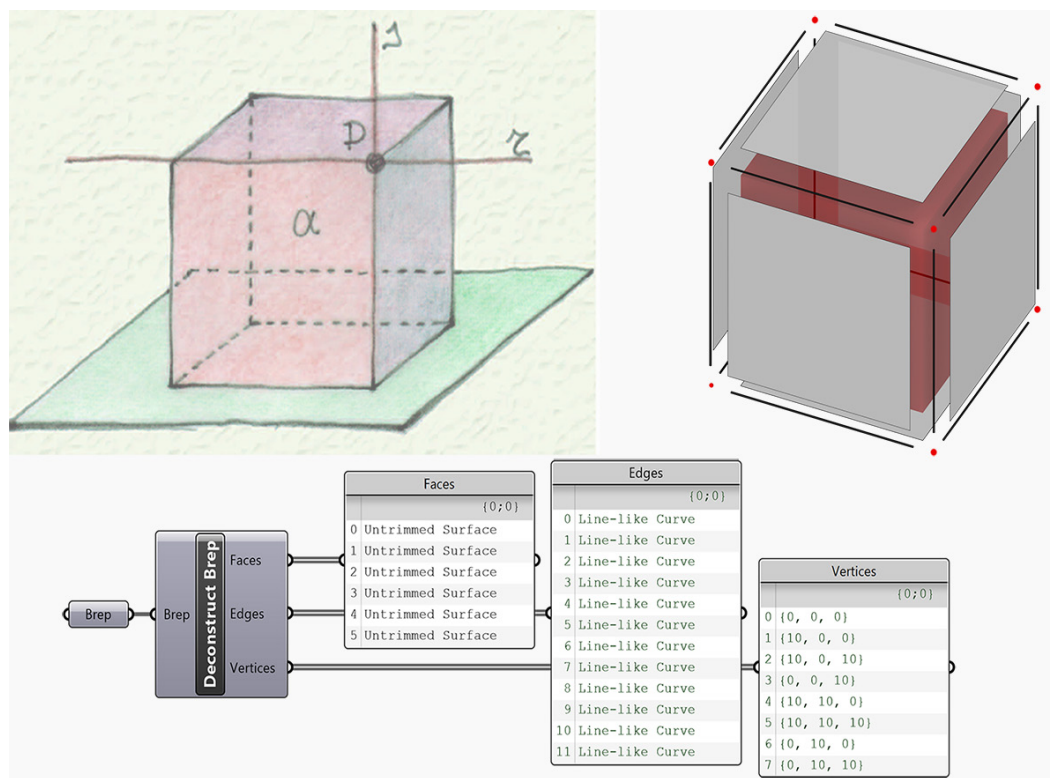 s
P
r
α
Brep
Brep
Deconstruct Brep
Faces
Edges
Vertices
Faces
{0;0}
0 Untrimmed Surface
1 Untrimmed Surface
2 Untrimmed Surface
3 Untrimmed Surface
4 Untrimmed Surface
5 Untrimmed Surface
Edges
{0;0}
0 Line-like Curve
1 Line-like Curve
2 Line-like Curve
3 Line-like Curve
4 Line-like Curve
5 Line-like Curve
6 Line-like Curve
7 Line-like Curve
8 Line-like Curve
9 Line-like Curve
10 Line-like Curve
11 Line-like Curve
Vertices
{0;0}
0 {0, 0, 0}
1 {10, 0, 0}
2 {10, 0, 10}
3 {0, 0, 10}
4 {10, 10, 0}
5 {10, 10, 10}
6 {0, 10, 0}
7 {0, 10, 10}